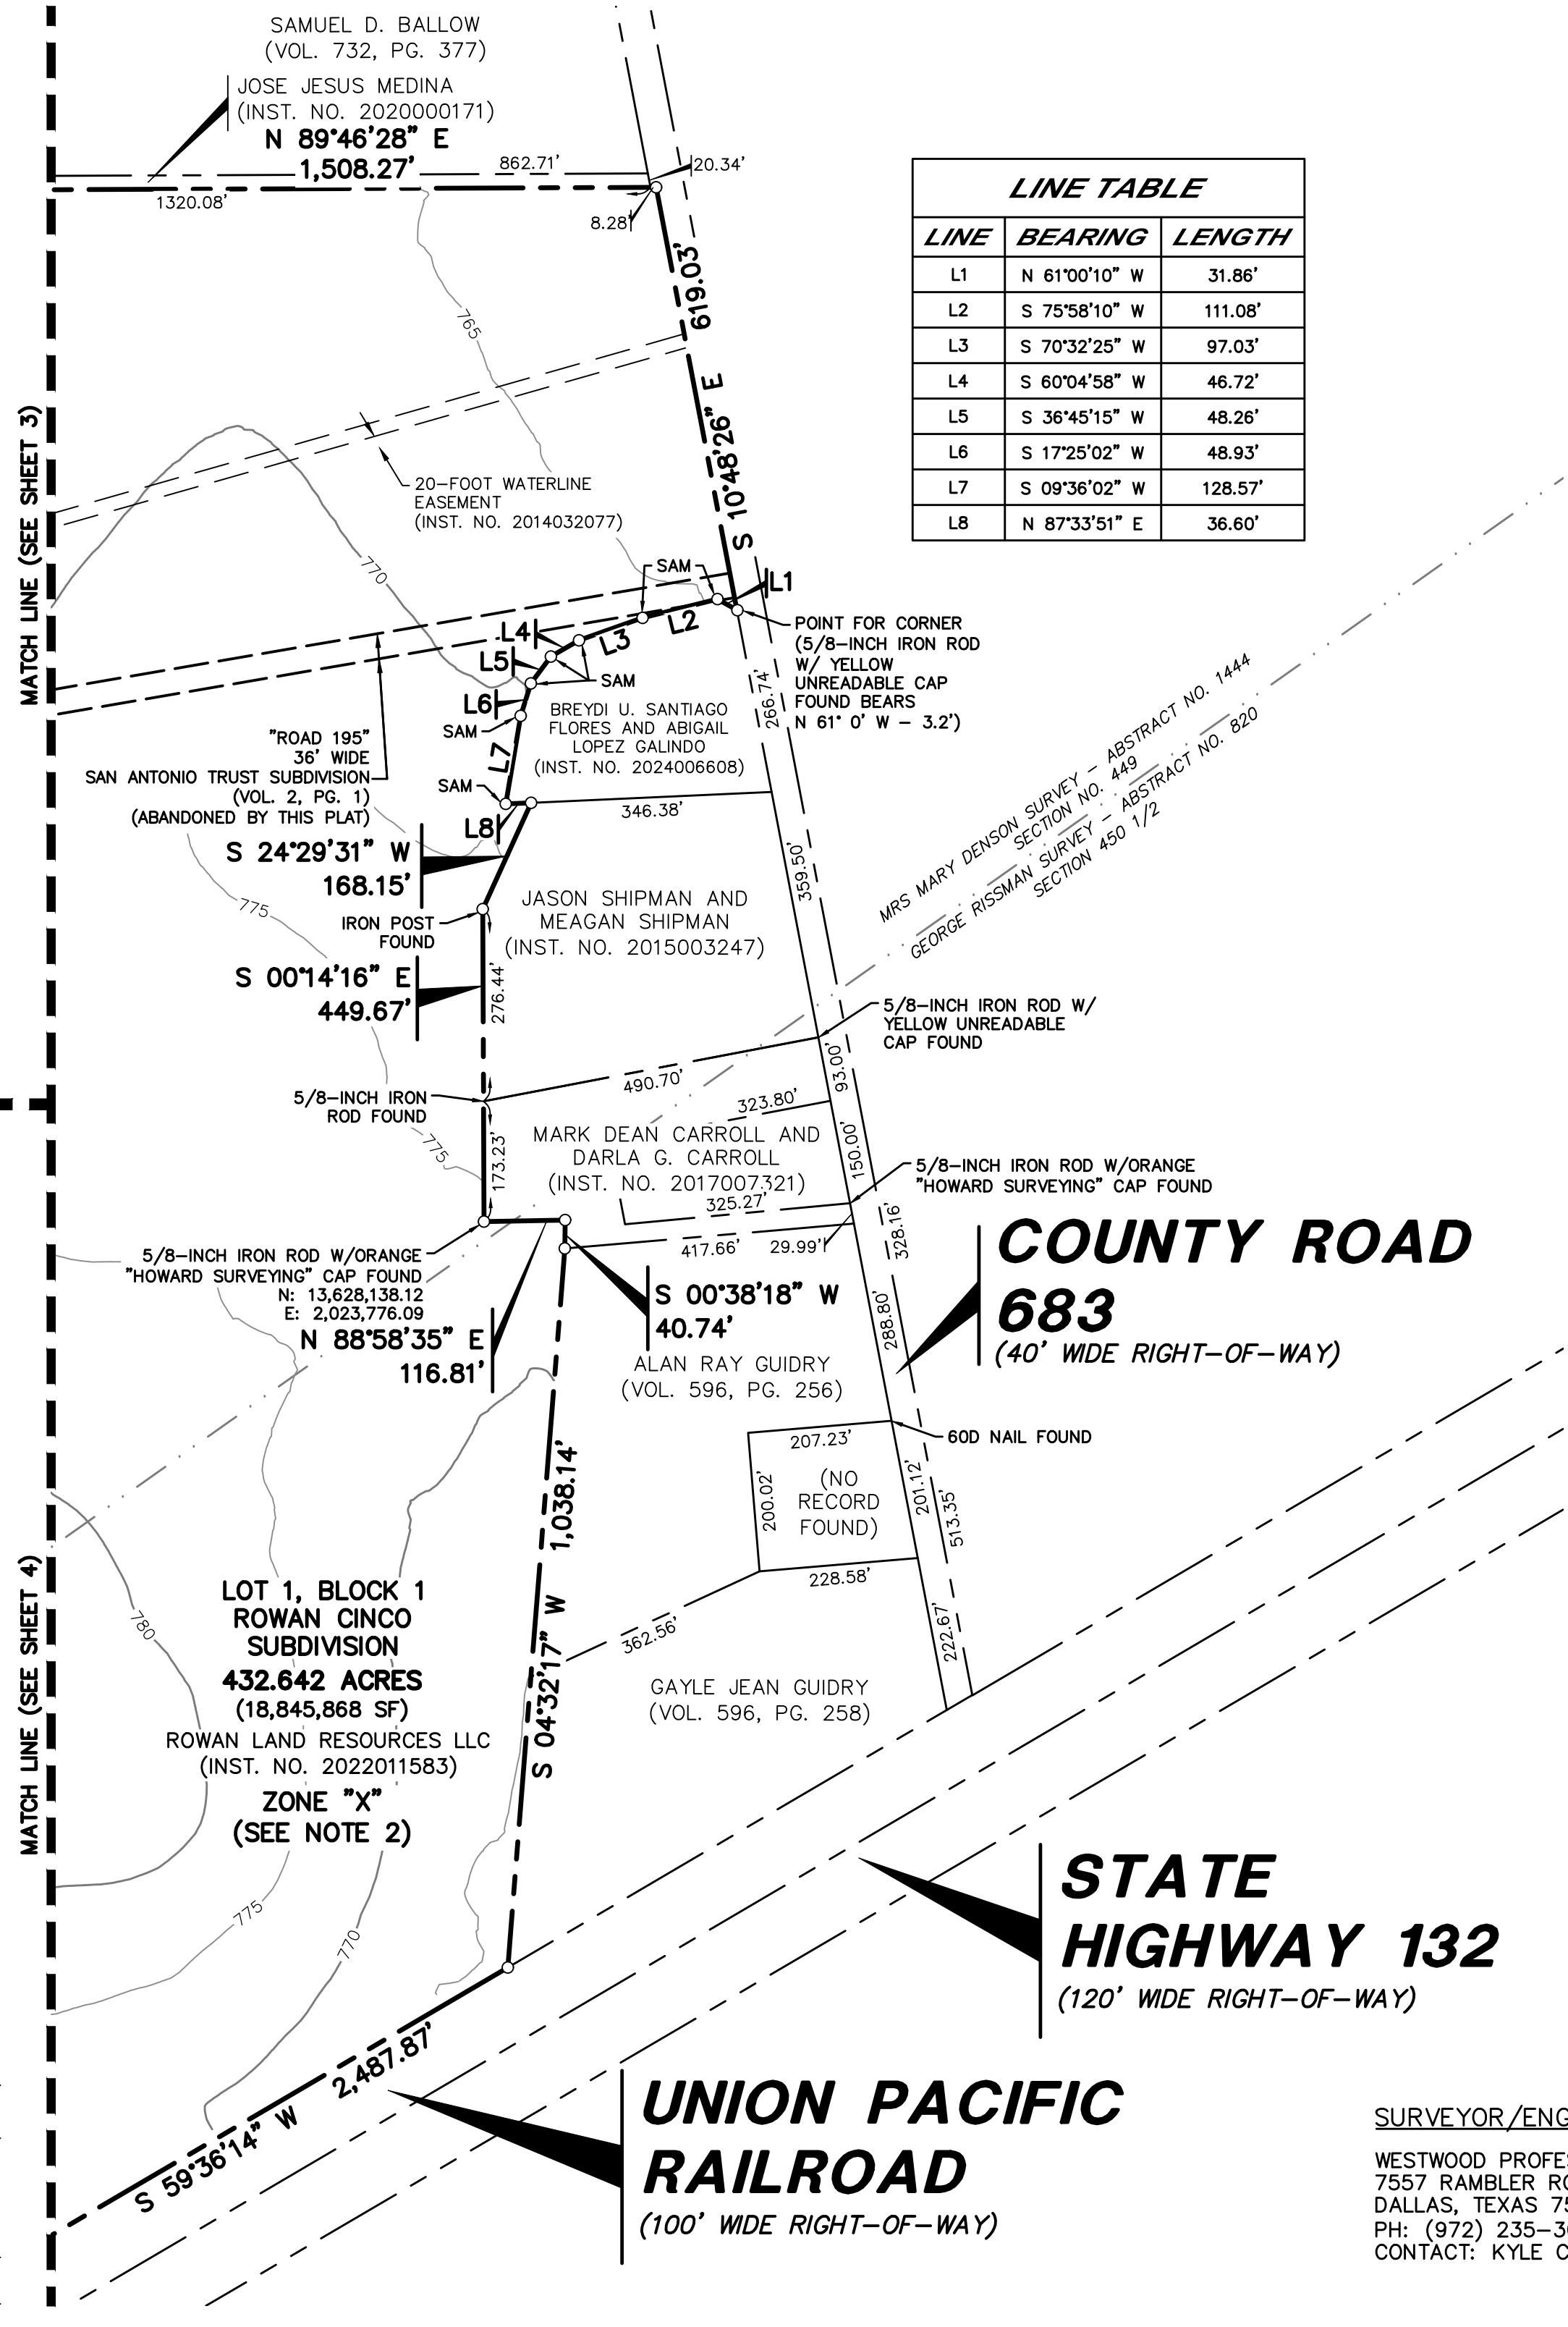 SAMUEL D. BALLOW
(VOL. 732, PG. 377)
JOSE JESUS MEDINA
(INST. NO. 2020000171)
N 89°46'28" E
1,508.27'
862.71'
20.34'
1320.08'
8.28'
619.03'
S 10°48'26" E
LINE TABLE
LINE BEARING LENGTH
L1 N 61°00'10" W 31.86'
L2 S 75°58'10" W 111.08'
L3 S 70°32'25" W 97.03'
L4 S 60°04'58" W 46.72'
L5 S 36°45'15" W 48.26'
L6 S 17°25'02" W 48.93'
L7 S 09°36'02" W 128.57'
L8 N 87°33'51" E 36.60'
765
MATCH LINE (SEE SHEET 3)
20-FOOT WATERLINE
EASEMENT
(INST. NO. 2014032077)
770
SAM
L1
L2
L3
L4
L5
L6
L7
L8
SAM
SAM
SAM
POINT FOR CORNER
(5/8-INCH IRON ROD
W/ YELLOW
UNREADABLE CAP
FOUND BEARS
N 61° 0' W - 3.2')
266.74'
BREYDI U. SANTIAGO
FLORES AND ABIGAIL
LOPEZ GALINDO
(INST. NO. 2024006608)
"ROAD 195"
36' WIDE
SAN ANTONIO TRUST SUBDIVISION
(VOL. 2, PG. 1)
(ABANDONED BY THIS PLAT)
346.38'
S 24°29'31" W
168.15'
359.50'
MRS MARY DENSON SURVEY - ABSTRACT NO. 1444
SECTION NO. 449
GEORGE RISSMAN SURVEY - ABSTRACT NO. 820
SECTION 450 1/2
775
IRON POST
FOUND
JASON SHIPMAN AND
MEAGAN SHIPMAN
(INST. NO. 2015003247)
S 00°14'16" E
449.67'
276.44'
5/8-INCH IRON ROD W/
YELLOW UNREADABLE
CAP FOUND
490.70'
93.00'
5/8-INCH IRON
ROD FOUND
323.80'
775
173.23'
MARK DEAN CARROLL AND
DARLA G. CARROLL
(INST. NO. 2017007321)
150.00'
325.27'
5/8-INCH IRON ROD W/ORANGE
"HOWARD SURVEYING" CAP FOUND
328.16'
417.66'
29.99'
5/8-INCH IRON ROD W/ORANGE
"HOWARD SURVEYING" CAP FOUND
N: 13,628,138.12
E: 2,023,776.09
N 88°58'35" E
116.81'
S 00°38'18" W
40.74'
288.80'
COUNTY ROAD
683
(40' WIDE RIGHT-OF-WAY)
ALAN RAY GUIDRY
(VOL. 596, PG. 256)
60D NAIL FOUND
207.23'
200.02'
(NO
RECORD
FOUND)
201.12'
513.35'
228.58'
1,038.14'
S 04°32'17" W
362.56'
222.67'
GAYLE JEAN GUIDRY
(VOL. 596, PG. 258)
MATCH LINE (SEE SHEET 4)
780
LOT 1, BLOCK 1
ROWAN CINCO
SUBDIVISION
432.642 ACRES
(18,845,868 SF)
ROWAN LAND RESOURCES LLC
(INST. NO. 2022011583)
ZONE "X"
(SEE NOTE 2)
775
770
STATE
HIGHWAY 132
(120' WIDE RIGHT-OF-WAY)
2,487.87'
S 59°36'14" W
UNION PACIFIC
RAILROAD
(100' WIDE RIGHT-OF-WAY)
SURVEYOR/ENG
WESTWOOD PROFE
7557 RAMBLER RO
DALLAS, TEXAS 75
PH: (972) 235-3
CONTACT: KYLE C